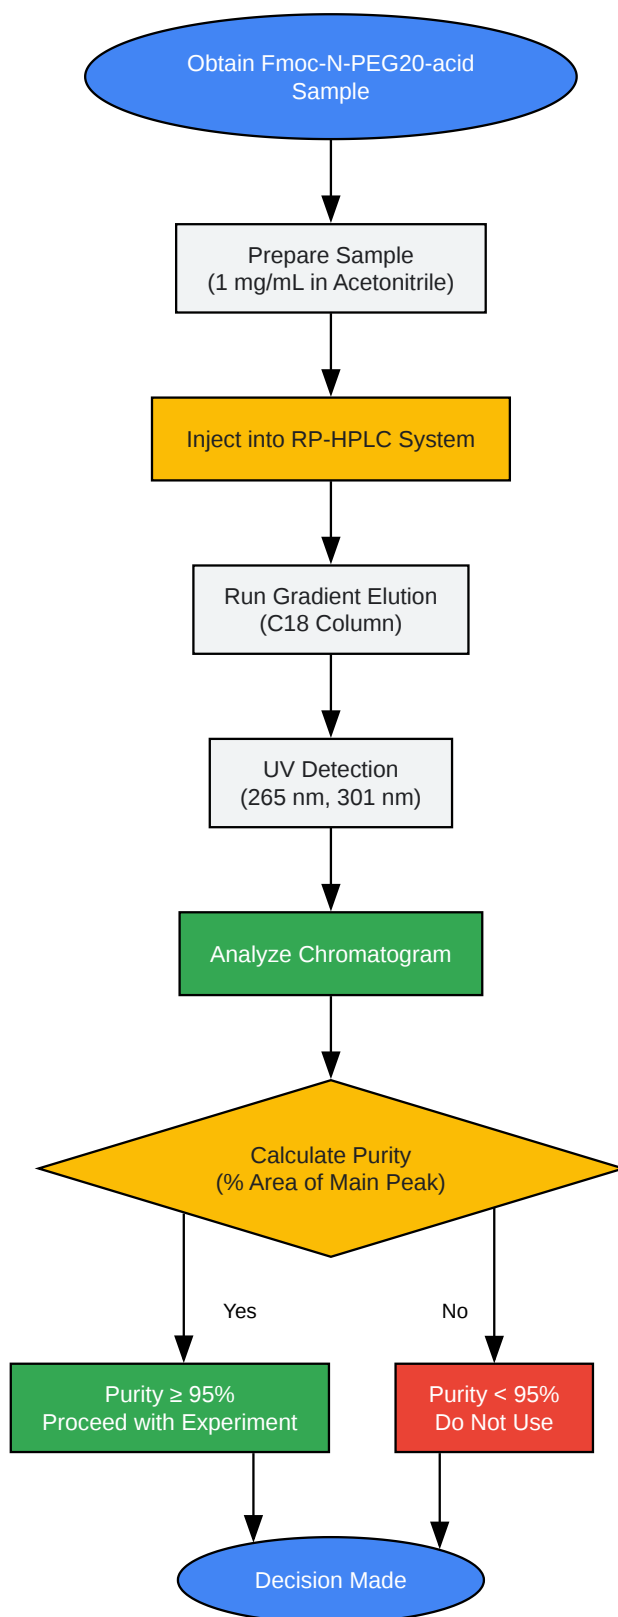 Obtain Fmoc-N-PEG20-acid
Sample
Prepare Sample
(1 mg/mL in Acetonitrile)
Inject into RP-HPLC System
Run Gradient Elution
(C18 Column)
UV Detection
(265 nm, 301 nm)
Analyze Chromatogram
Calculate Purity
(% Area of Main Peak)
Yes
No
Purity ≥ 95%
Proceed with Experiment
Purity < 95%
Do Not Use
Decision Made